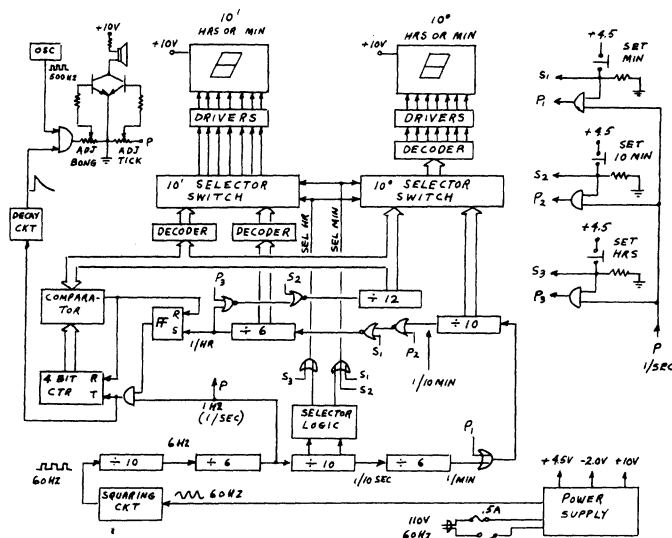 10'
HRS OR MIN
10°
HRS OR MIN
+10V
OSC
500HZ
+10V
+10V
+4.5
SET
MIN
S1
P1
DRIVERS
DRIVERS
DECODER
P
ADJ
BONG
ADJ
TICK
10' SELECTOR
SWITCH
10° SELECTOR
SWITCH
+4.5
SET
10 MIN
S2
P2
DECAY
CKT
DECODER
DECODER
SEL HR
SEL MIN
+4.5
SET
HRS
S3
P3
COMPARA-
TOR
P3
S2
÷ 12
FF
R
S
1/HR
÷ 6
S1
P2
÷ 10
P
1/SEC
4 BIT
CTR
R
T
P
1HZ
(1/SEC)
S3
S1
S2
1/10 MIN
SELECTOR
LOGIC
P1
6HZ
60HZ
÷ 10
÷ 6
÷ 10
1/10 SEC
÷ 6
1/MIN
+4.5V
-2.0V
+10V
SQUARING
CKT
60HZ
110V
60HZ
.5A
POWER
SUPPLY